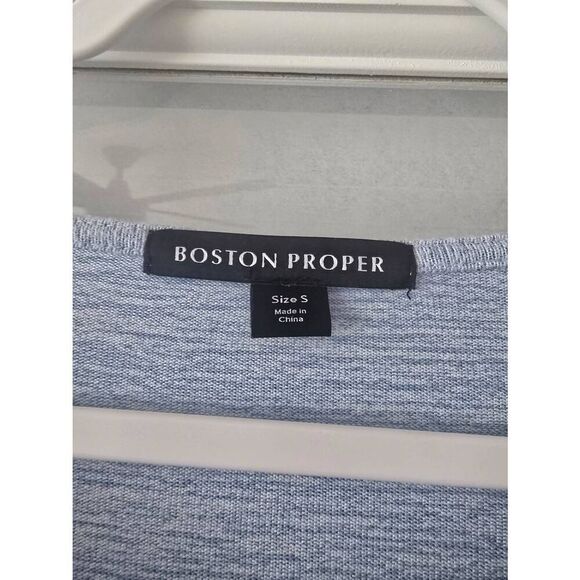 BOSTON PROPER
Size S
Made in
China